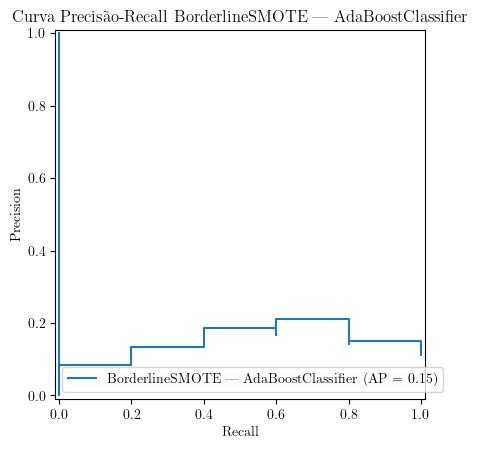 Curva Precisão-Recall BorderlineSMOTE — AdaBoostClassifier
1.0
0.8
0.6
0.4
0.2
0.0
Precision
BorderlineSMOTE — AdaBoostClassifier (AP = 0.15)
0.0 0.2 0.4 0.6 0.8 1.0
Recall